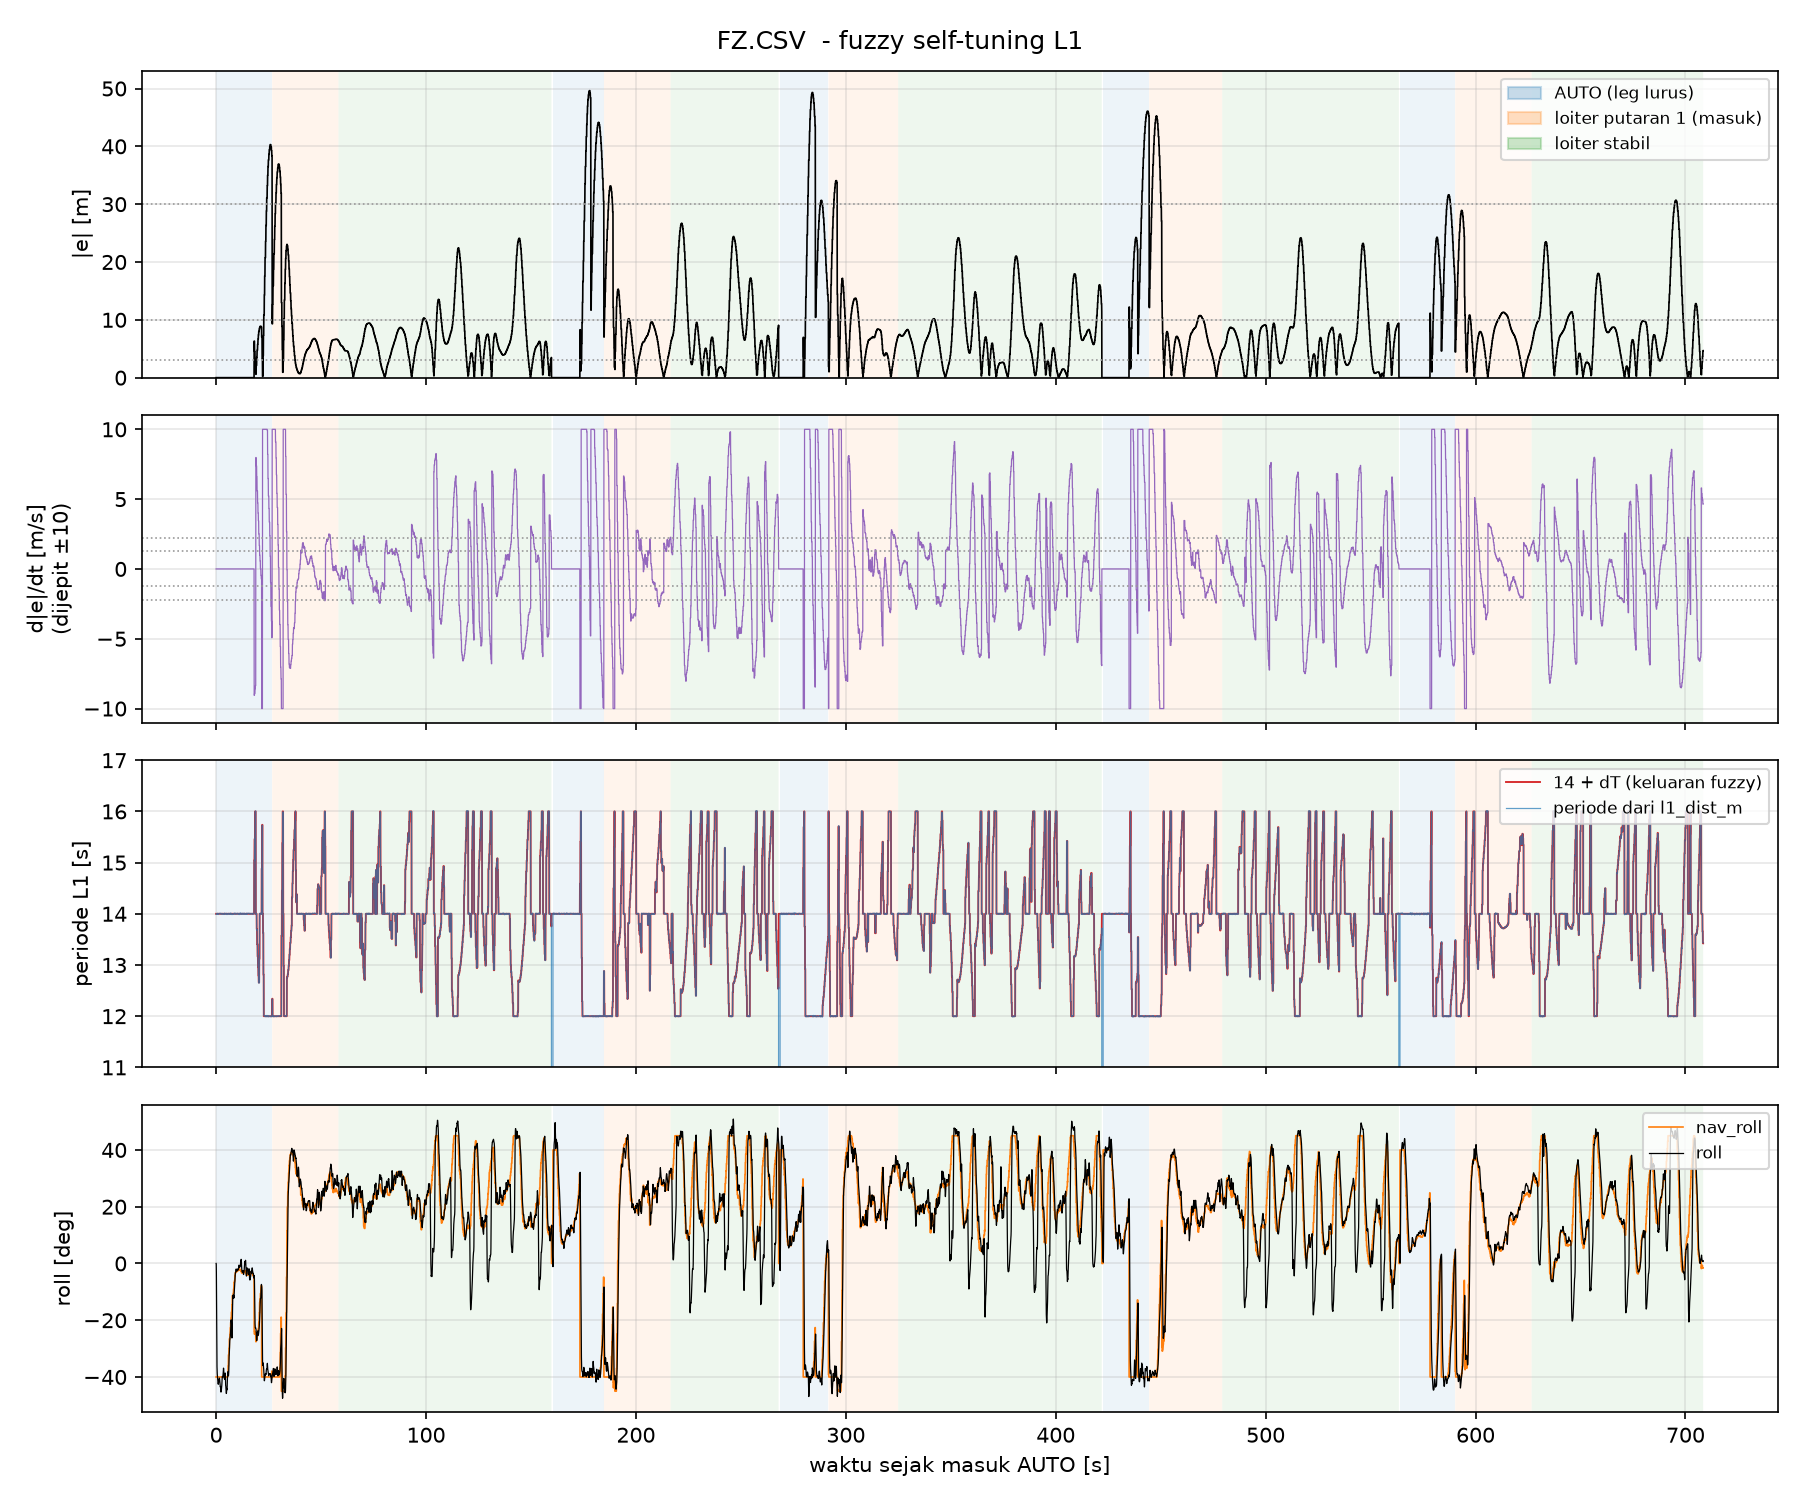 FZ.CSV - fuzzy self-tuning L1
|e| [m]
50
40
30
20
10
0
AUTO (leg lurus)
loiter putaran 1 (masuk)
loiter stabil
d|e|/dt [m/s]
(dijepit ±10)
10
5
0
−5
−10
periode L1 [s]
17
16
15
14
13
12
11
14 + dT (keluaran fuzzy)
periode dari l1_dist_m
roll [deg]
40
20
0
−20
−40
nav_roll
roll
0
100
200
300
400
500
600
700
waktu sejak masuk AUTO [s]